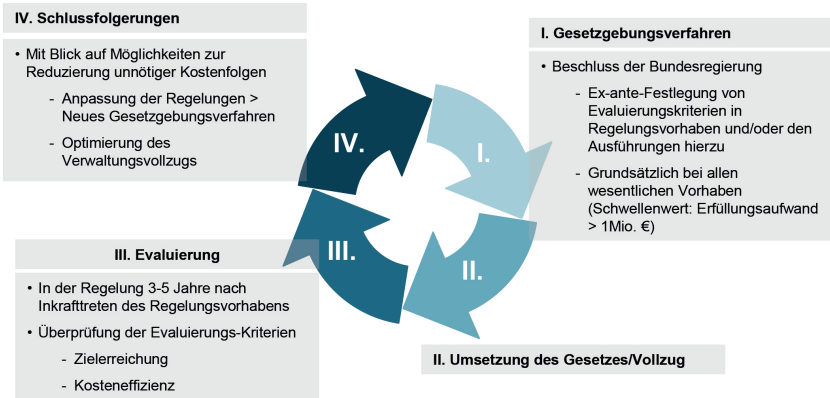 IV. Schlussfolgerungen
• Mit Blick auf Möglichkeiten zur
Reduzierung unnötiger Kostenfolgen
- Anpassung der Regelungen >
Neues Gesetzgebungsverfahren
- Optimierung des
Verwaltungsvollzugs
I. Gesetzgebungsverfahren
• Beschluss der Bundesregierung
- Ex-ante-Festlegung von
Evaluierungskriterien in
Regelungsvorhaben und/oder den
Ausführungen hierzu
- Grundsätzlich bei allen
wesentlichen Vorhaben
(Schwellenwert: Erfüllungsaufwand
> 1Mio. €)
IV.
I.
III.
II.
III. Evaluierung
• In der Regelung 3-5 Jahre nach
Inkrafttreten des Regelungsvorhabens
• Überprüfung der Evaluierungs-Kriterien
- Zielerreichung
- Kosteneffizienz
II. Umsetzung des Gesetzes/Vollzug